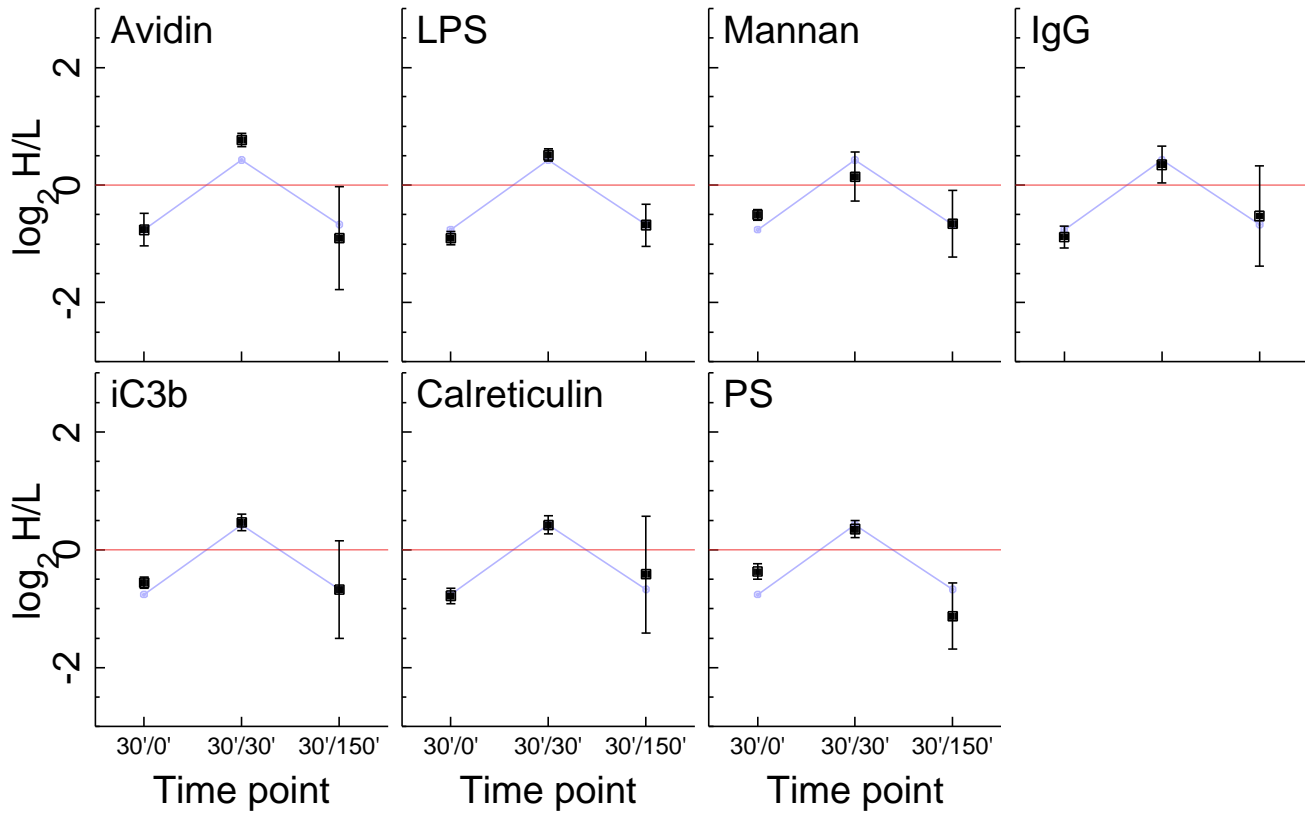 Avidin LPS Mannan IgG
2
0
-2
log2 H/L
iC3b Calreticulin PS
2
0
-2
log2 H/L
30'/0' 30'/30' 30'/150' 30'/0' 30'/30' 30'/150' 30'/0' 30'/30' 30'/150'
Time point Time point Time point